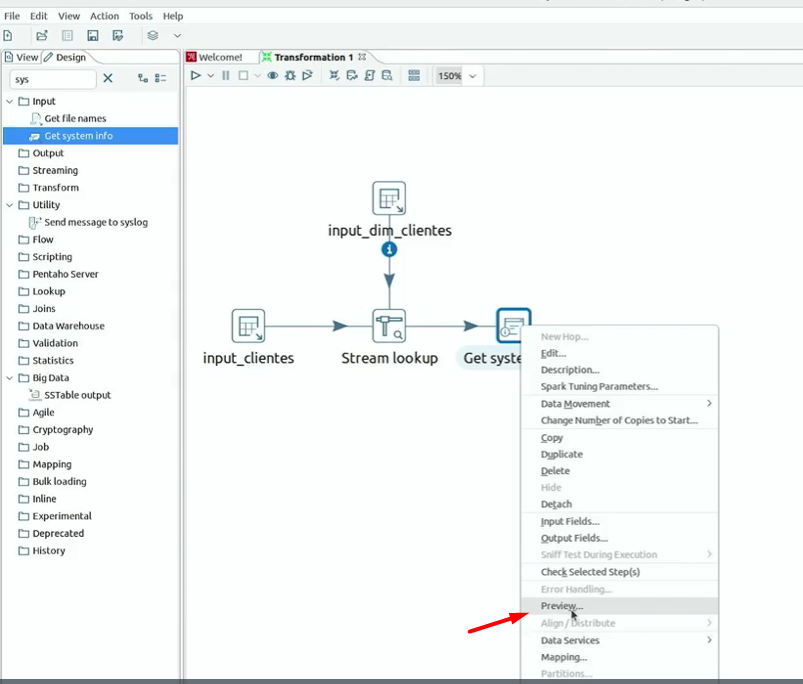 File Edit View Action Tools Help
View Design
Welcome! Transformation 1
sys
150%
Input
Get file names
Get system info
Output
Streaming
Transform
Utility
Send message to syslog
Flow
Scripting
Pentaho Server
Lookup
Joins
Data Warehouse
Validation
Statistics
Big Data
SSTable output
Agile
Cryptography
Job
Mapping
Bulk loading
Inline
Experimental
Deprecated
History
input_dim_clientes
input_clientes
Stream lookup
Get syste
New Hop...
Edit...
Description...
Spark Tuning Parameters...
Data Movement
Change Number of Copies to Start...
Copy
Duplicate
Delete
Hide
Detach
Input Fields...
Output Fields...
Sniff Test During Execution
Check Selected Step(s)
Error Handling...
Preview...
Align / Distribute
Data Services
Mapping...
Partitions...